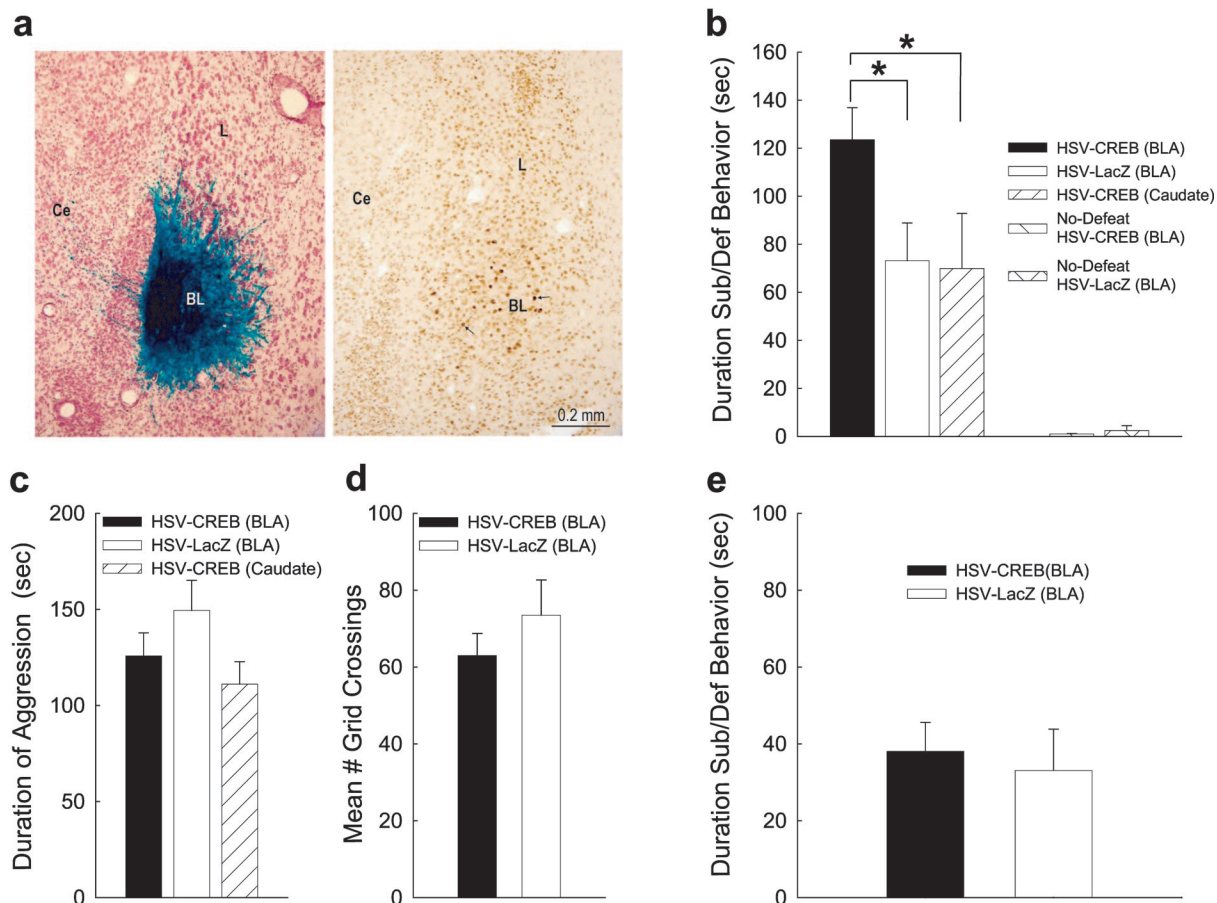 a
L
Ce
BL
L
Ce
BL
0.2 mm
b
Duration Sub/Def Behavior (sec)
160
140
120
100
80
60
40
20
0
*
*
HSV-CREB (BLA)
HSV-LacZ (BLA)
HSV-CREB (Caudate)
No-Defeat
HSV-CREB (BLA)
No-Defeat
HSV-LacZ (BLA)
c
Duration of Aggression (sec)
200
150
100
50
0
HSV-CREB (BLA)
HSV-LacZ (BLA)
HSV-CREB (Caudate)
d
Mean # Grid Crossings
100
80
60
40
20
0
HSV-CREB (BLA)
HSV-LacZ (BLA)
e
Duration Sub/Def Behavior (sec)
100
80
60
40
20
0
HSV-CREB(BLA)
HSV-LacZ (BLA)